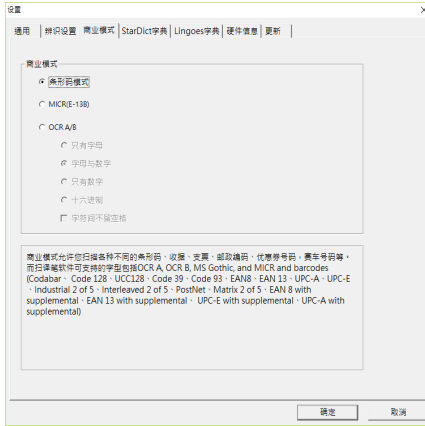 设置
通用 辨识设置 商业模式 StarDict字典 Lingoes字典 硬件信息 更新
商业模式
条形码模式
MICR(E-13B)
OCR A/B
只有字母
字母与数字
只有数字
十六进制
字符间不留空格
商业模式允许您扫描各种不同的条形码、收据、支票、邮政编码、优惠券号码，赛车号码等，
而扫译笔软件可支持的字型包括OCR A, OCR B, MS Gothic, and MICR and barcodes
(Codabar、Code 128、UCC128、Code 39、Code 93、EAN8、EAN 13、UPC-A、UPC-E
、Industrial 2 of 5、Interleaved 2 of 5、PostNet、Matrix 2 of 5、EAN 8 with
supplemental、EAN 13 with supplemental、 UPC-E with supplemental、UPC-A with
supplemental)
确定 取消